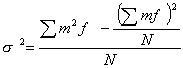 σ² = (∑m²f - (∑mf)²/N)/N